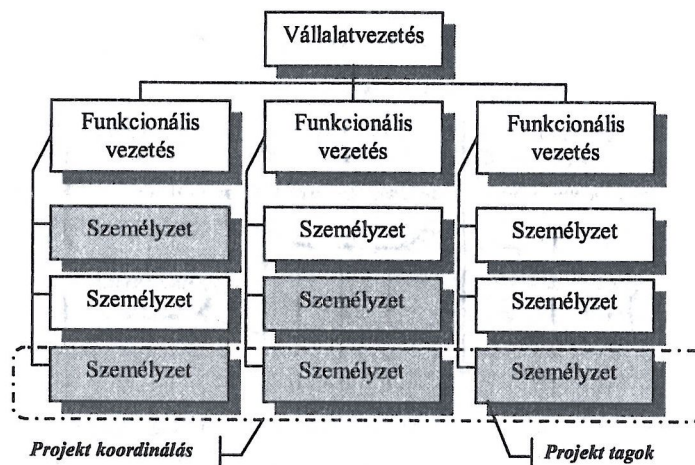 Vállalatvezetés
Funkcionális
vezetés
Funkcionális
vezetés
Funkcionális
vezetés
Személyzet
Személyzet
Személyzet
Személyzet
Személyzet
Személyzet
Személyzet
Személyzet
Személyzet
Projekt koordinálás
Projekt tagok